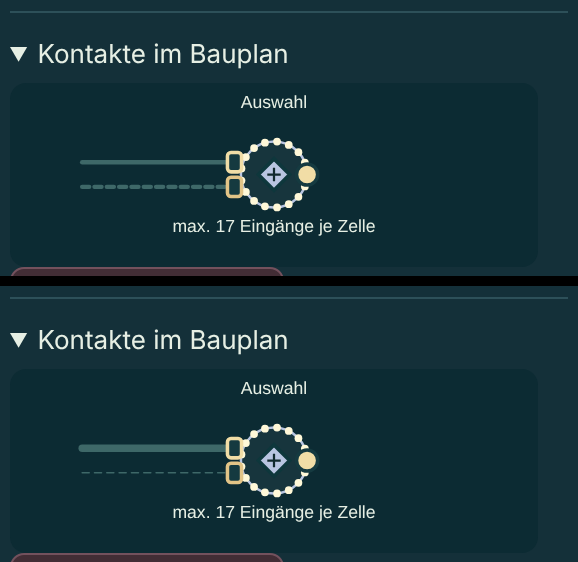 Kontakte im Bauplan
Auswahl
max. 17 Eingänge je Zelle
Kontakte im Bauplan
Auswahl
max. 17 Eingänge je Zelle